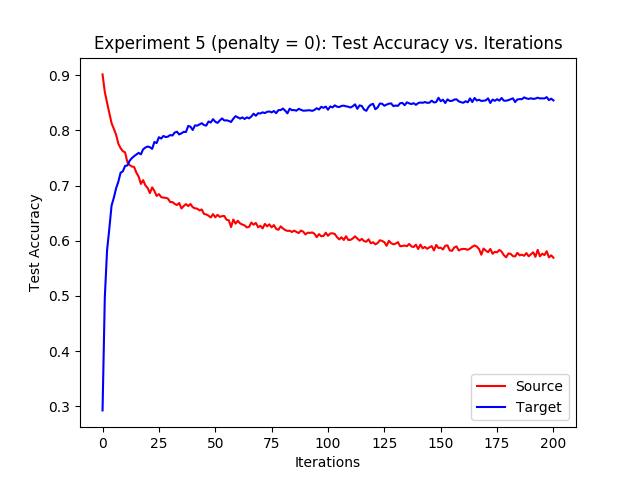 Experiment 5 (penalty = 0): Test Accuracy vs. Iterations
0.9
0.8
0.7
0.6
0.5
0.4
0.3
Test Accuracy
0 25 50 75 100 125 150 175 200
Iterations
Source
Target